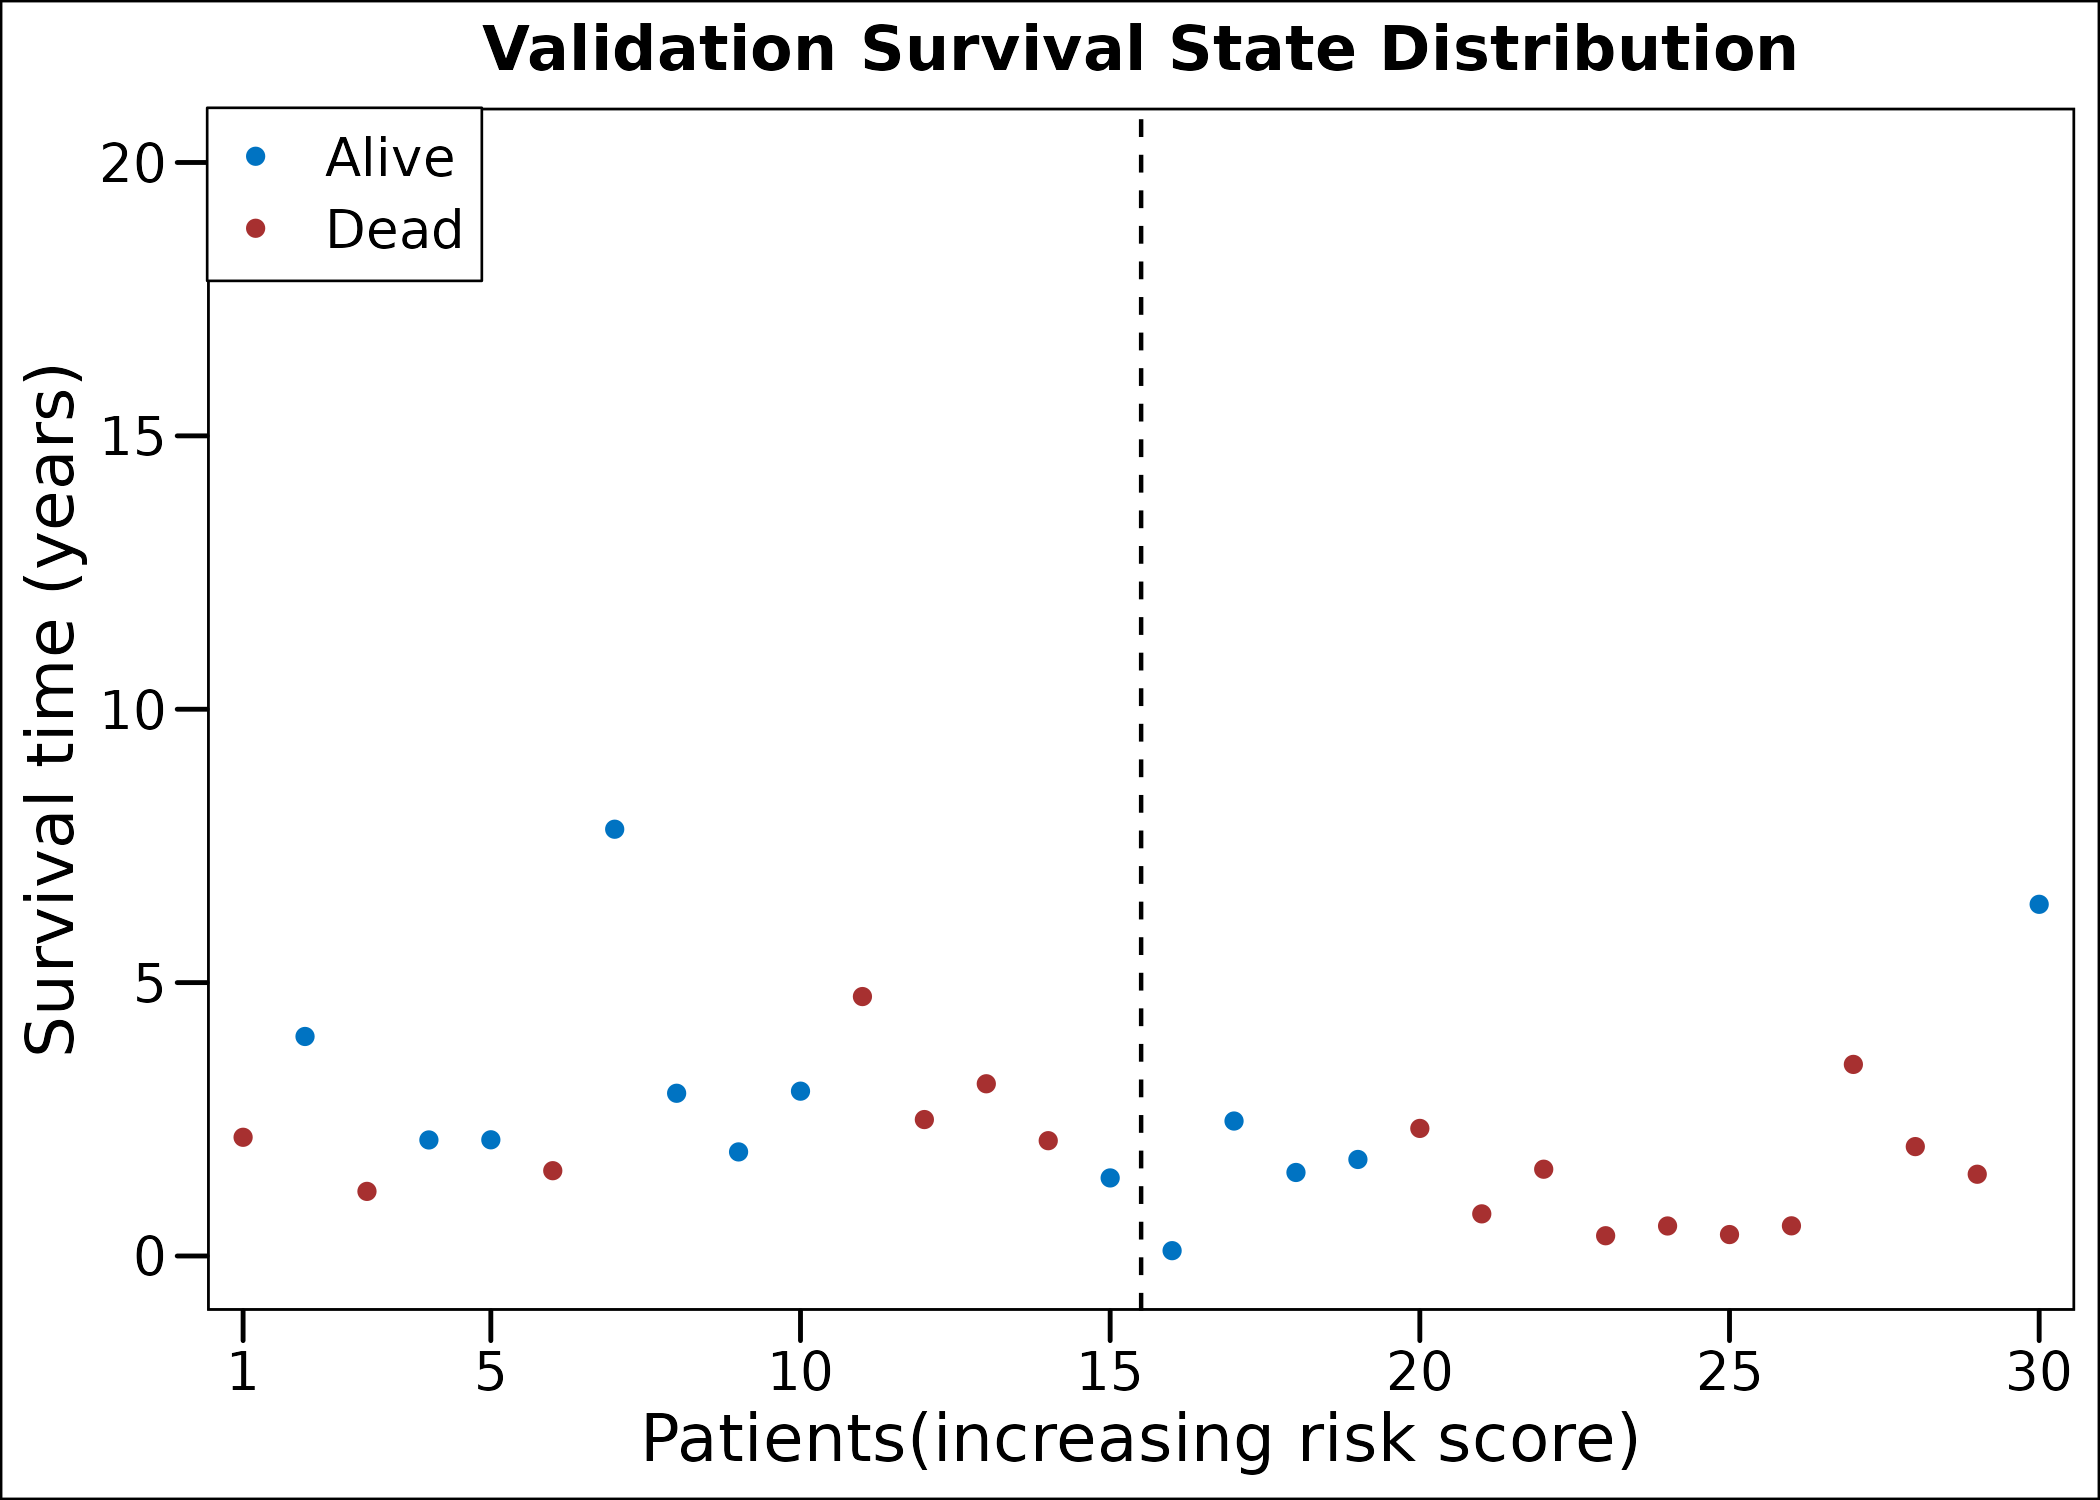 Validation Survival State Distribution
Alive
Dead
Survival time (years)
20
15
10
5
0
1 5 10 15 20 25 30
Patients(increasing risk score)